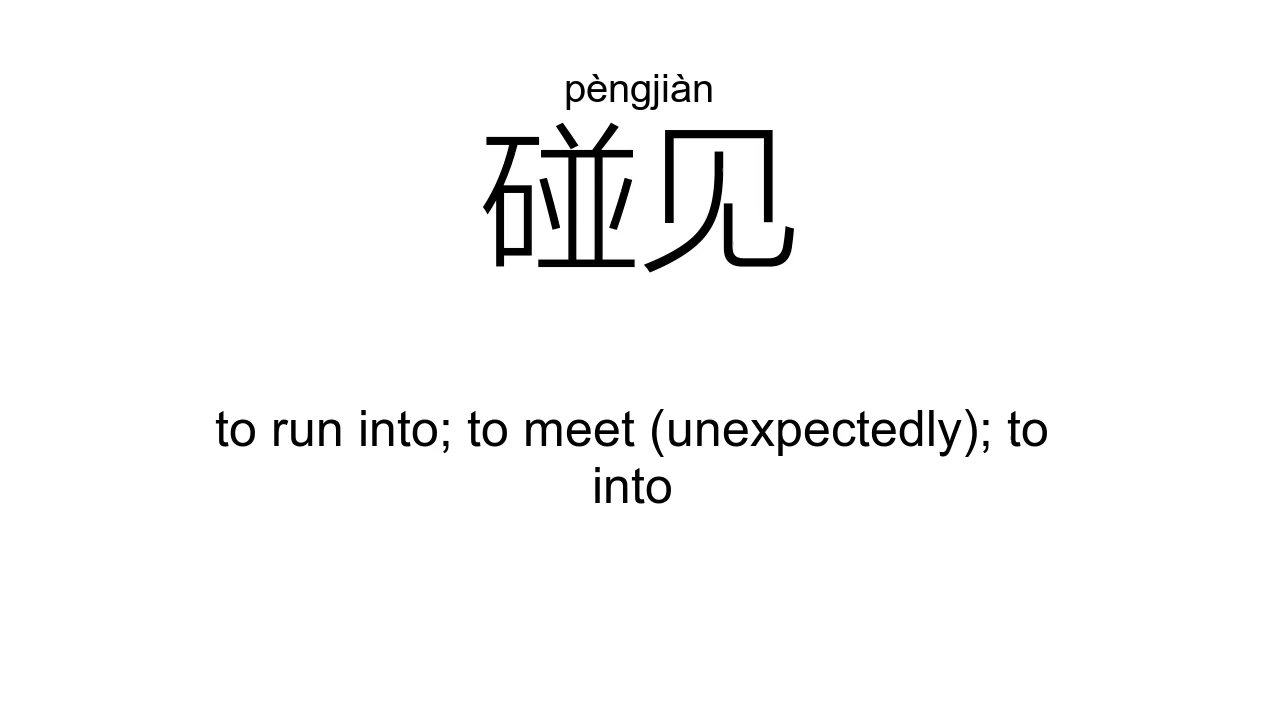 pèngjiàn
碰见
to run into; to meet (unexpectedly); to
into